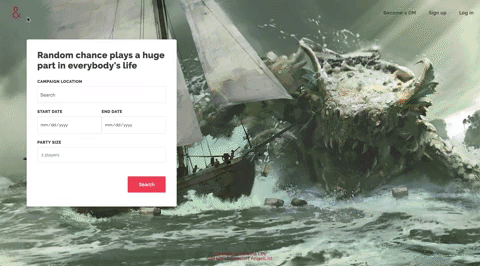 &
Become a DM Sign up Log in
Random chance plays a huge
part in everybody's life
CAMPAIGN LOCATION
Search
START DATE END DATE
mm/dd/yyyy mm/dd/yyyy
PARTY SIZE
2 players
Search